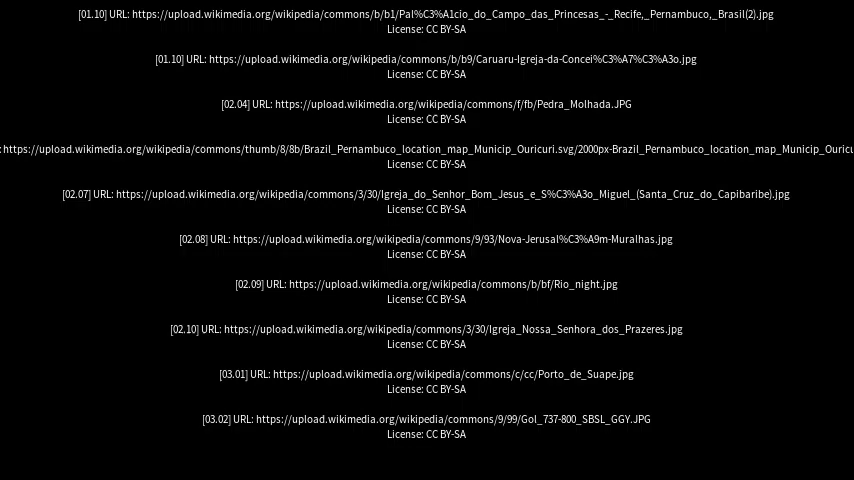 [01.10] URL: https://upload.wikimedia.org/wikipedia/commons/b/b1/Pal%C3%A1cio_do_Campo_das_Princesas_-_Recife,_Pernambuco,_Brasil(2).jpg
License: CC BY-SA
[01.10] URL: https://upload.wikimedia.org/wikipedia/commons/b/b9/Caruaru-Igreja-da-Concei%C3%A7%C3%A3o.jpg
License: CC BY-SA
[02.04] URL: https://upload.wikimedia.org/wikipedia/commons/f/fb/Pedra_Molhada.JPG
License: CC BY-SA
: https://upload.wikimedia.org/wikipedia/commons/thumb/8/8b/Brazil_Pernambuco_location_map_Municip_Ouricuri.svg/2000px-Brazil_Pernambuco_location_map_Municip_Ouricu
License: CC BY-SA
[02.07] URL: https://upload.wikimedia.org/wikipedia/commons/3/30/Igreja_do_Senhor_Bom_Jesus_e_S%C3%A3o_Miguel_(Santa_Cruz_do_Capibaribe).jpg
License: CC BY-SA
[02.08] URL: https://upload.wikimedia.org/wikipedia/commons/9/93/Nova-Jerusal%C3%A9m-Muralhas.jpg
License: CC BY-SA
[02.09] URL: https://upload.wikimedia.org/wikipedia/commons/b/bf/Rio_night.jpg
License: CC BY-SA
[02.10] URL: https://upload.wikimedia.org/wikipedia/commons/3/30/Igreja_Nossa_Senhora_dos_Prazeres.jpg
License: CC BY-SA
[03.01] URL: https://upload.wikimedia.org/wikipedia/commons/c/cc/Porto_de_Suape.jpg
License: CC BY-SA
[03.02] URL: https://upload.wikimedia.org/wikipedia/commons/9/99/Gol_737-800_SBSL_GGY.JPG
License: CC BY-SA